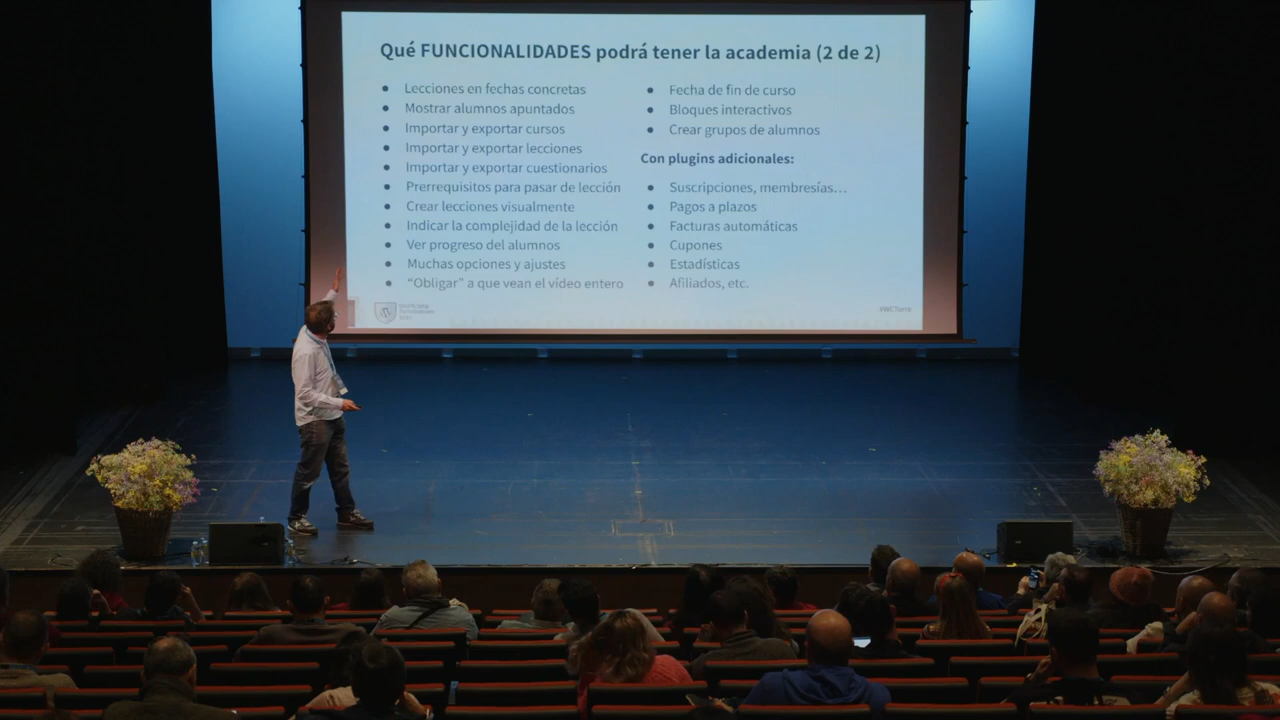 Qué FUNCIONALIDADES podrá tener la academia (2 de 2)
● Lecciones en fechas concretas
● Mostrar alumnos apuntados
● Importar y exportar cursos
● Importar y exportar lecciones
● Importar y exportar cuestionarios
● Prerrequisitos para pasar de lección
● Crear lecciones visualmente
● Indicar la complejidad de la lección
● Ver progreso del alumnos
● Muchas opciones y ajustes
● “Obligar” a que vean el vídeo entero
● Fecha de fin de curso
● Bloques interactivos
● Crear grupos de alumnos
Con plugins adicionales:
● Suscripciones, membresías...
● Pagos a plazos
● Facturas automáticas
● Cupones
● Estadísticas
● Afiliados, etc.
#WCTorre